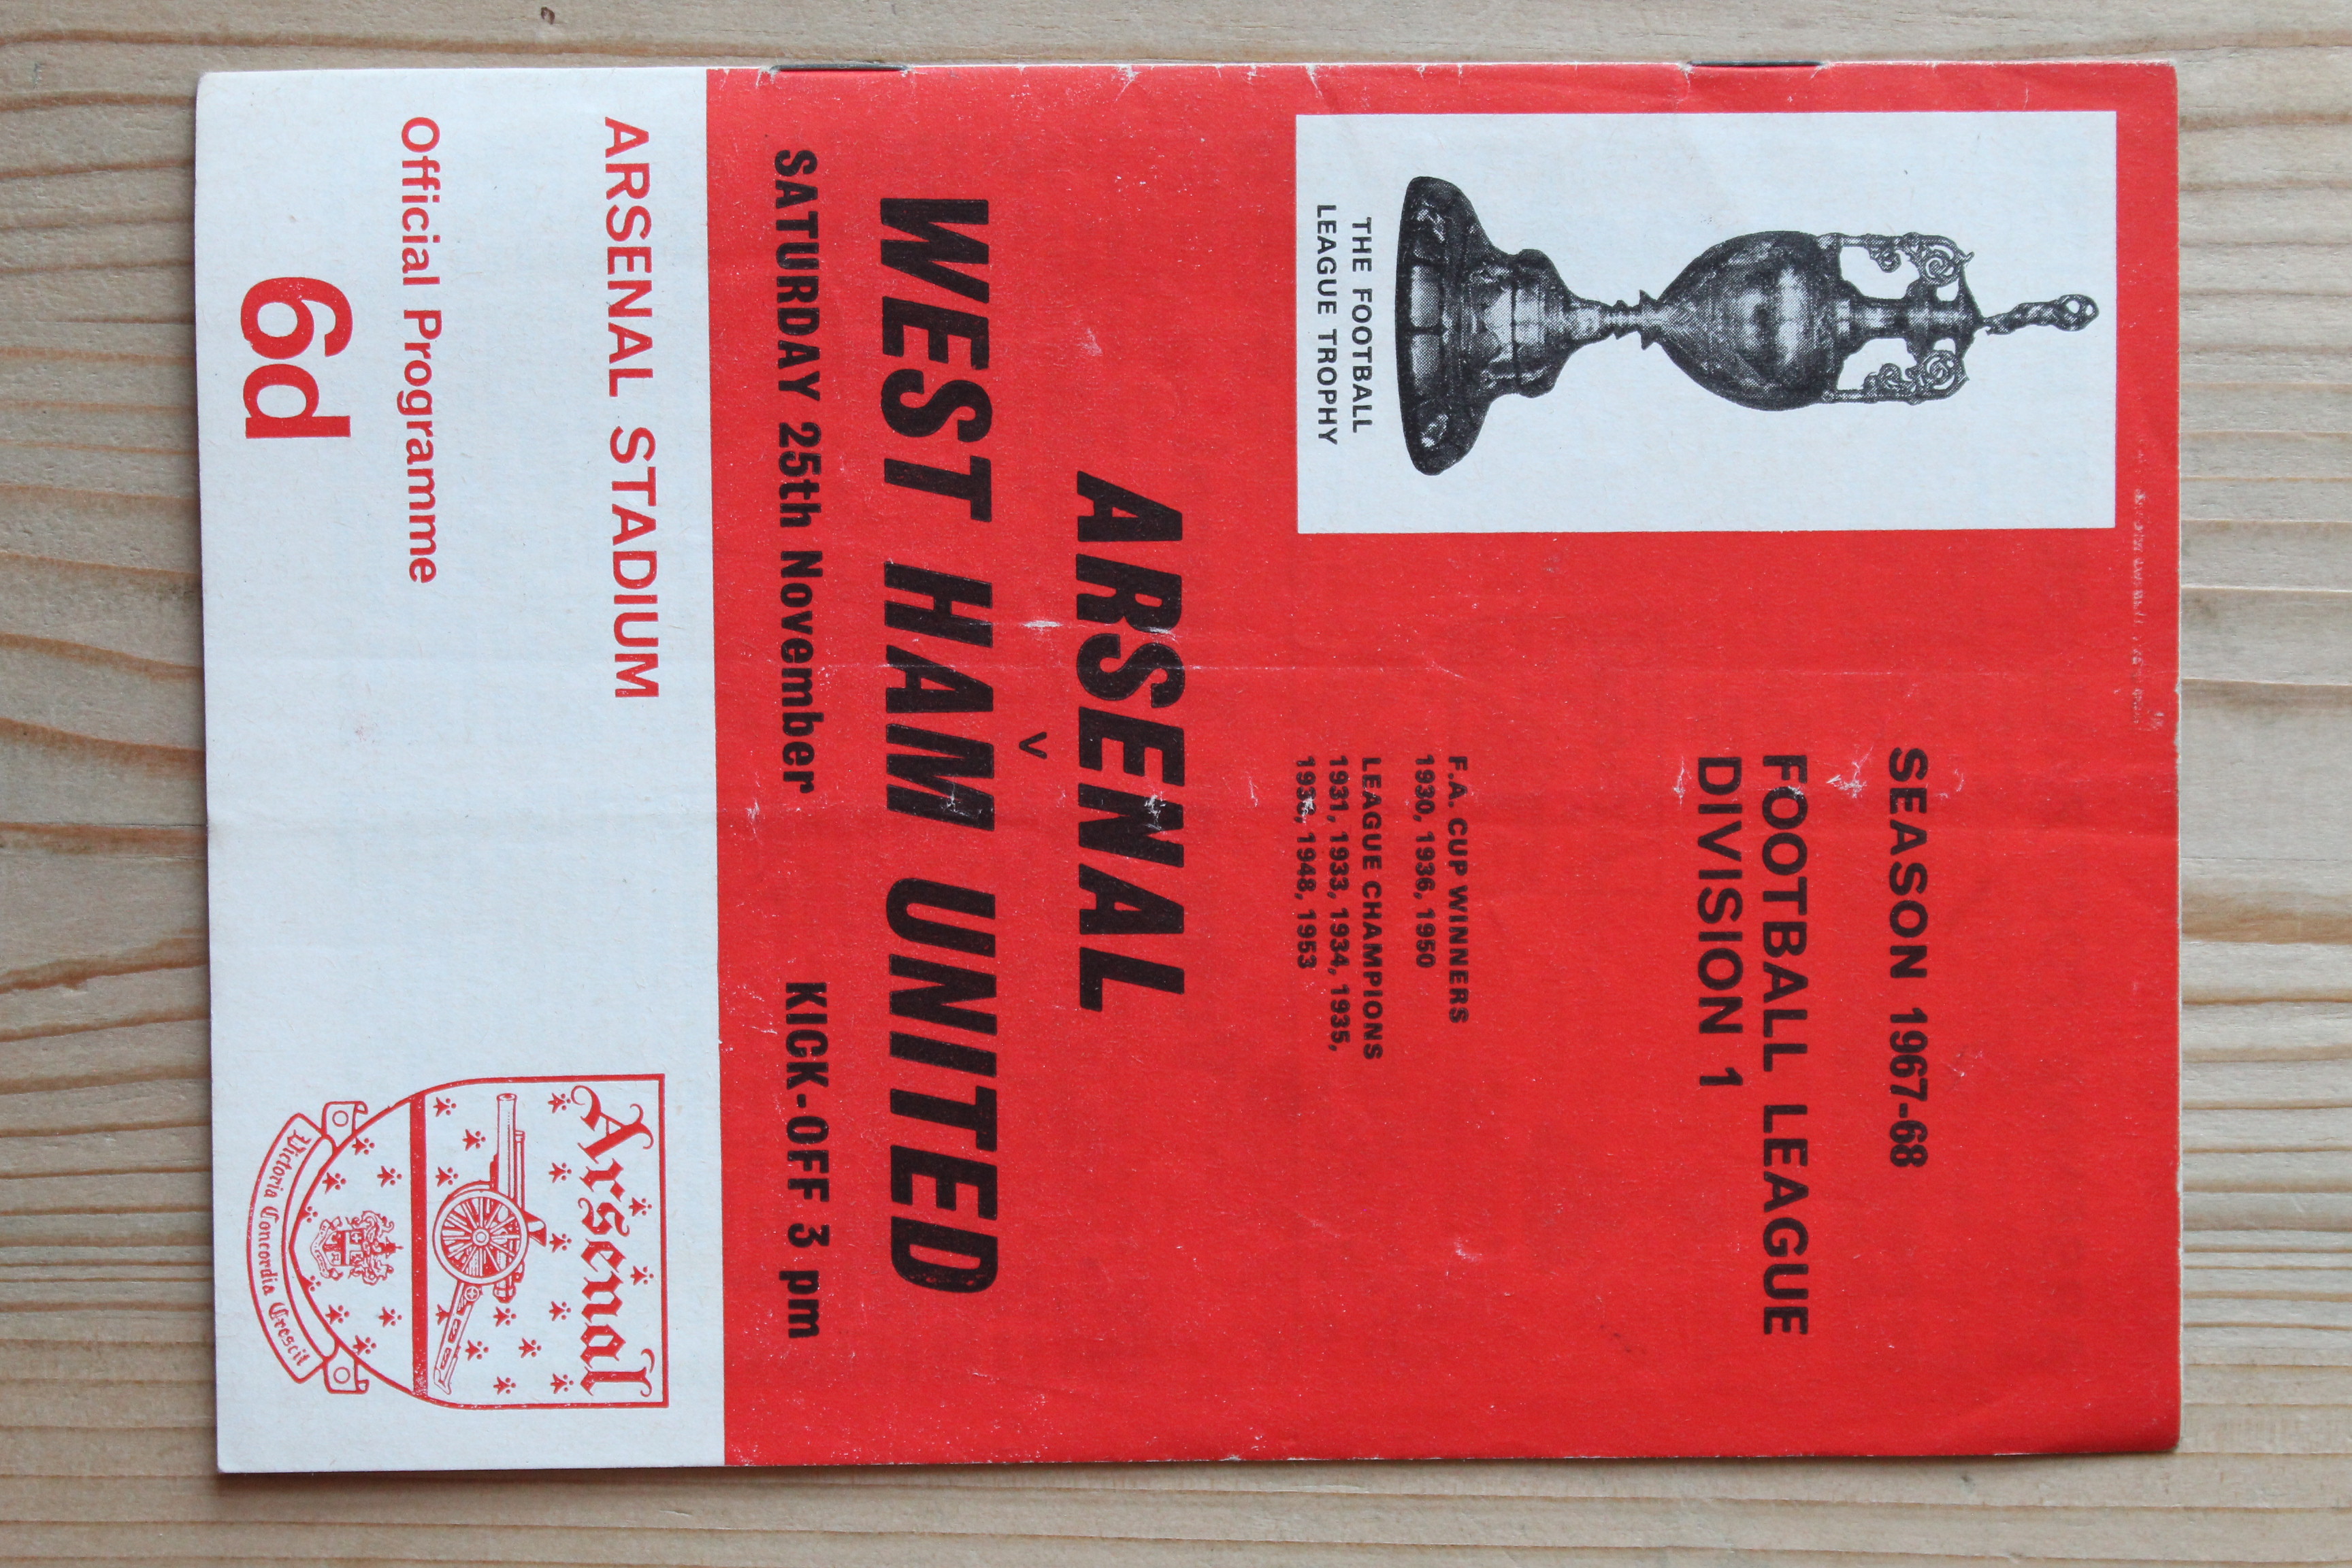 SEASON 1967-68
FOOTBALL LEAGUE
DIVISION 1
THE FOOTBALL
LEAGUE TROPHY
F.A. CUP WINNERS
1930, 1936, 1950
LEAGUE CHAMPIONS
1931, 1933, 1934, 1935,
1938, 1948, 1953
ARSENAL
v
WEST HAM UNITED
SATURDAY 25th November KICK-OFF 3 pm
ARSENAL STADIUM
Official Programme
6d
Arsenal
Victoria Concordia Crescit